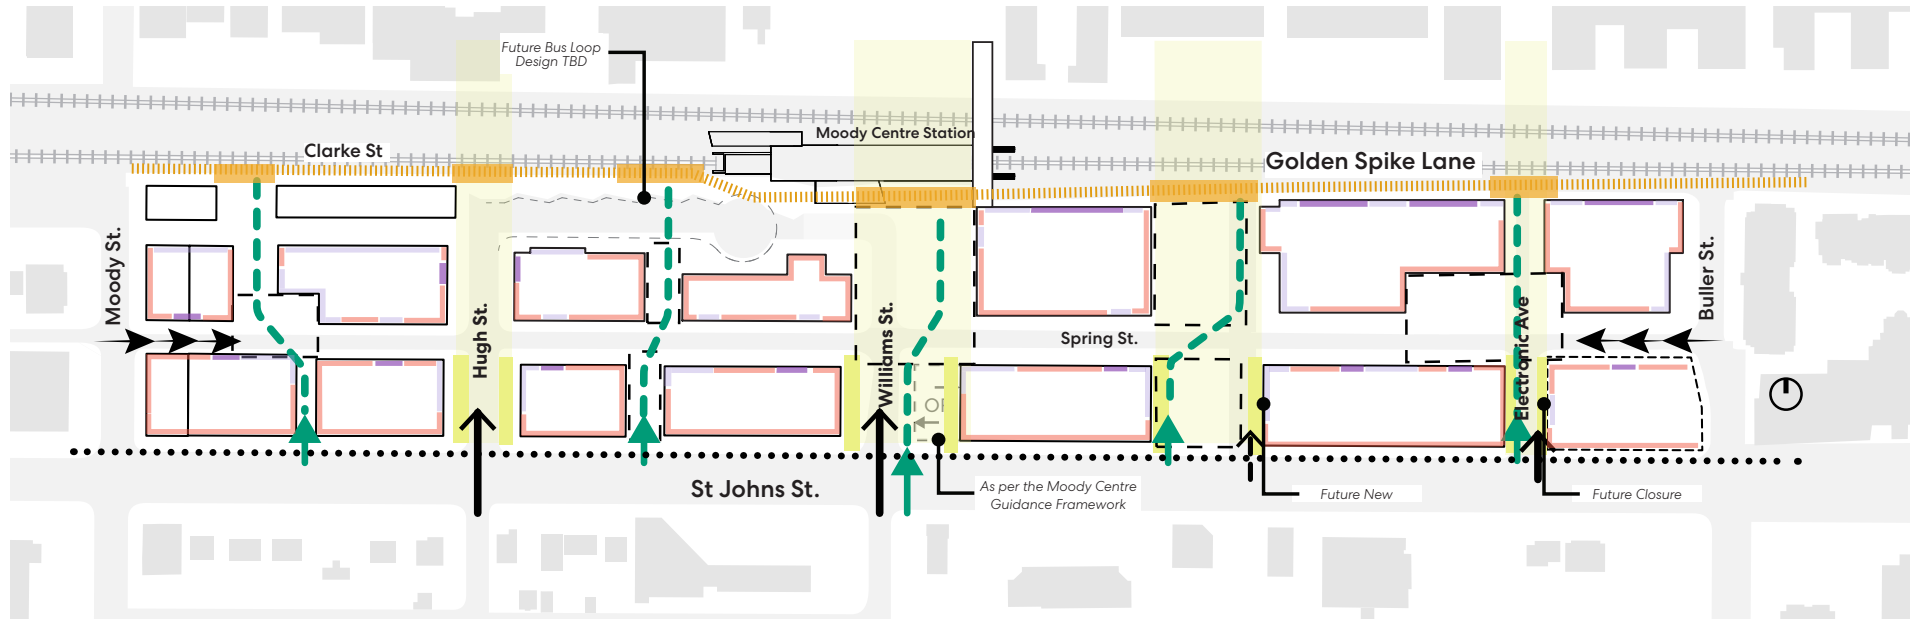 Future Bus Loop
Design TBD
Moody Centre Station
Clarke St
Golden Spike Lane
Moody St.
Hugh St.
Williams St.
Spring St.
Electronic Ave
Buller St.
OR
St Johns St.
As per the Moody Centre
Guidance Framework
Future New
Future Closure